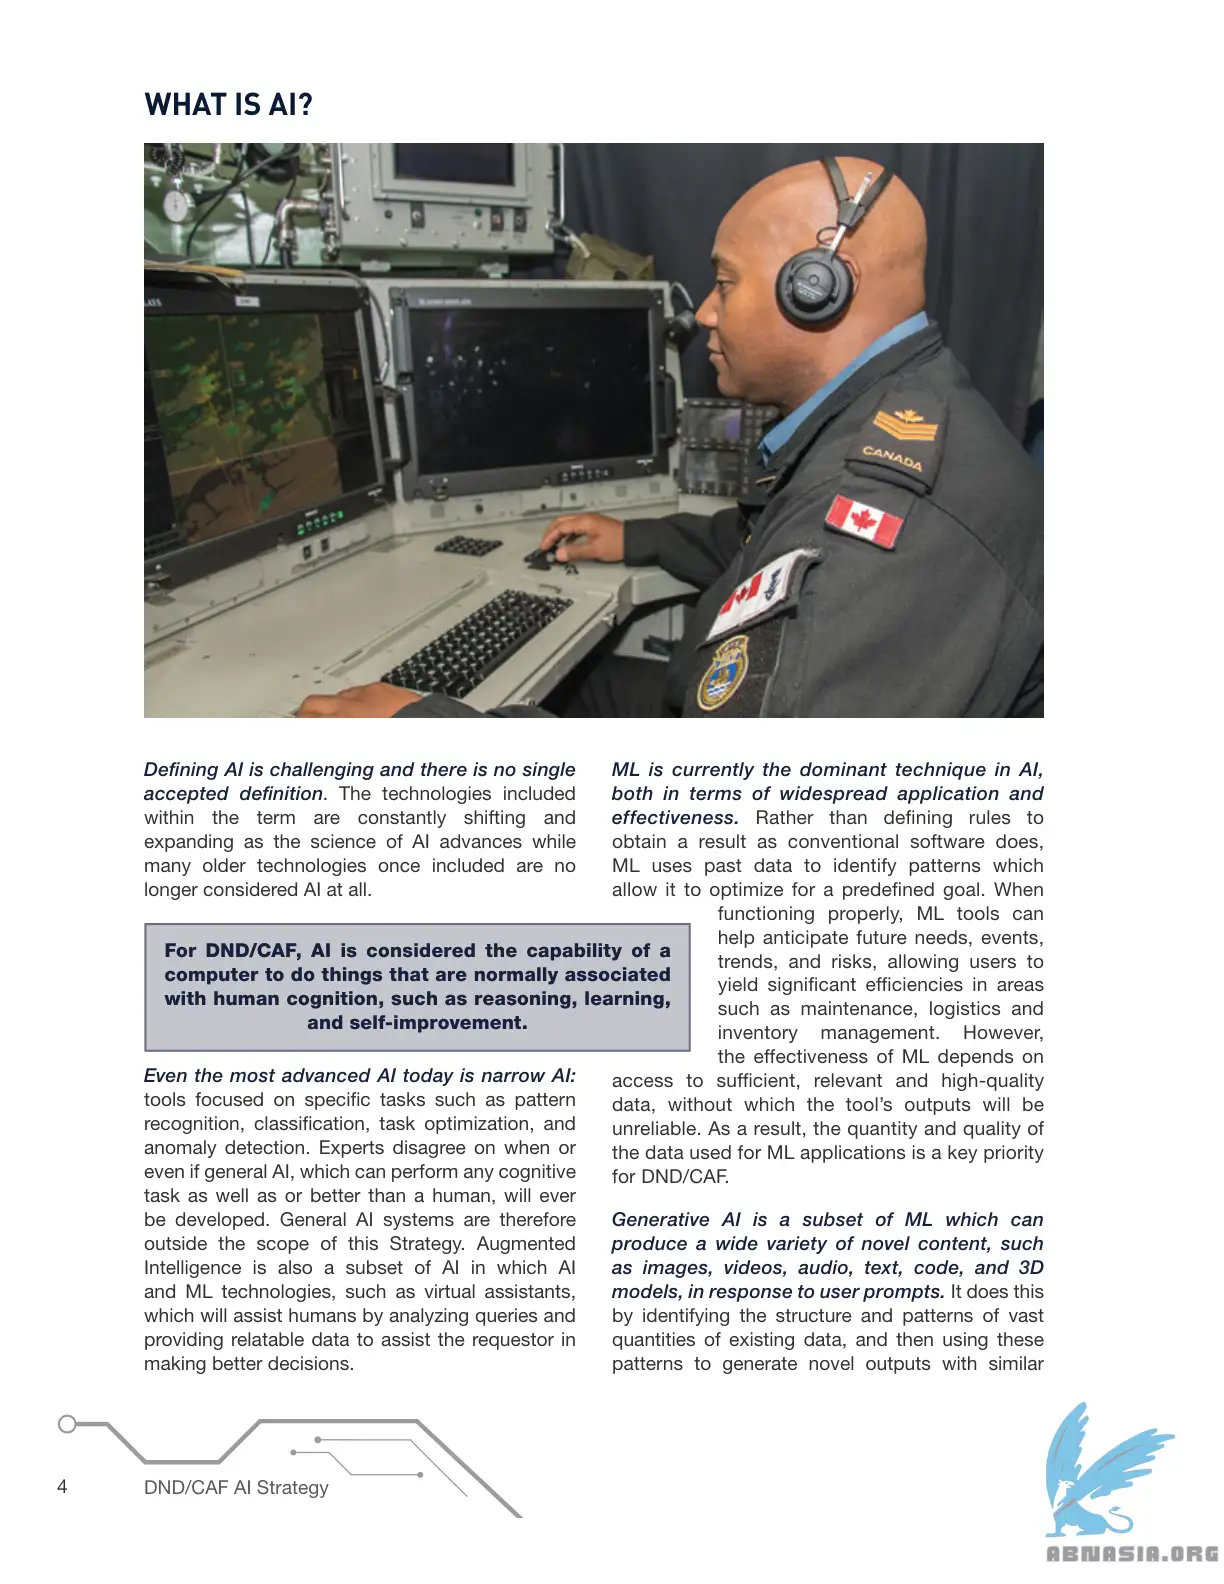 WHAT IS AI?
CANADA
Defining AI is challenging and there is no single
accepted definition. The technologies included
within the term are constantly shifting and
expanding as the science of AI advances while
many older technologies once included are no
longer considered AI at all.
For DND/CAF, AI is considered the capability of a
computer to do things that are normally associated
with human cognition, such as reasoning, learning,
and self-improvement.
Even the most advanced AI today is narrow AI:
tools focused on specific tasks such as pattern
recognition, classification, task optimization, and
anomaly detection. Experts disagree on when or
even if general AI, which can perform any cognitive
task as well as or better than a human, will ever
be developed. General AI systems are therefore
outside the scope of this Strategy. Augmented
Intelligence is also a subset of AI in which AI
and ML technologies, such as virtual assistants,
which will assist humans by analyzing queries and
providing relatable data to assist the requestor in
making better decisions.
ML is currently the dominant technique in AI,
both in terms of widespread application and
effectiveness. Rather than defining rules to
obtain a result as conventional software does,
ML uses past data to identify patterns which
allow it to optimize for a predefined goal. When
functioning properly, ML tools can
help anticipate future needs, events,
trends, and risks, allowing users to
yield significant efficiencies in areas
such as maintenance, logistics and
inventory management. However,
the effectiveness of ML depends on
access to sufficient, relevant and high-quality
data, without which the tool's outputs will be
unreliable. As a result, the quantity and quality of
the data used for ML applications is a key priority
for DND/CAF.
Generative AI is a subset of ML which can
produce a wide variety of novel content, such
as images, videos, audio, text, code, and 3D
models, in response to user prompts. It does this
by identifying the structure and patterns of vast
quantities of existing data, and then using these
patterns to generate novel outputs with similar
4
DND/CAF AI Strategy
ABNASIA.ORG